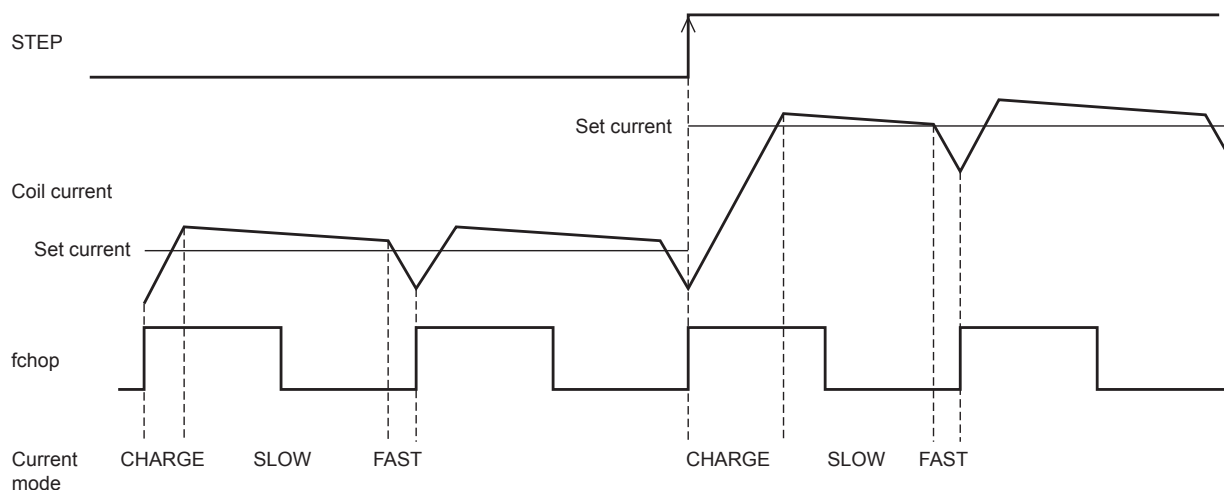 STEP
Set current
Coil current
Set current
fchop
Current mode
CHARGE SLOW FAST CHARGE SLOW FAST